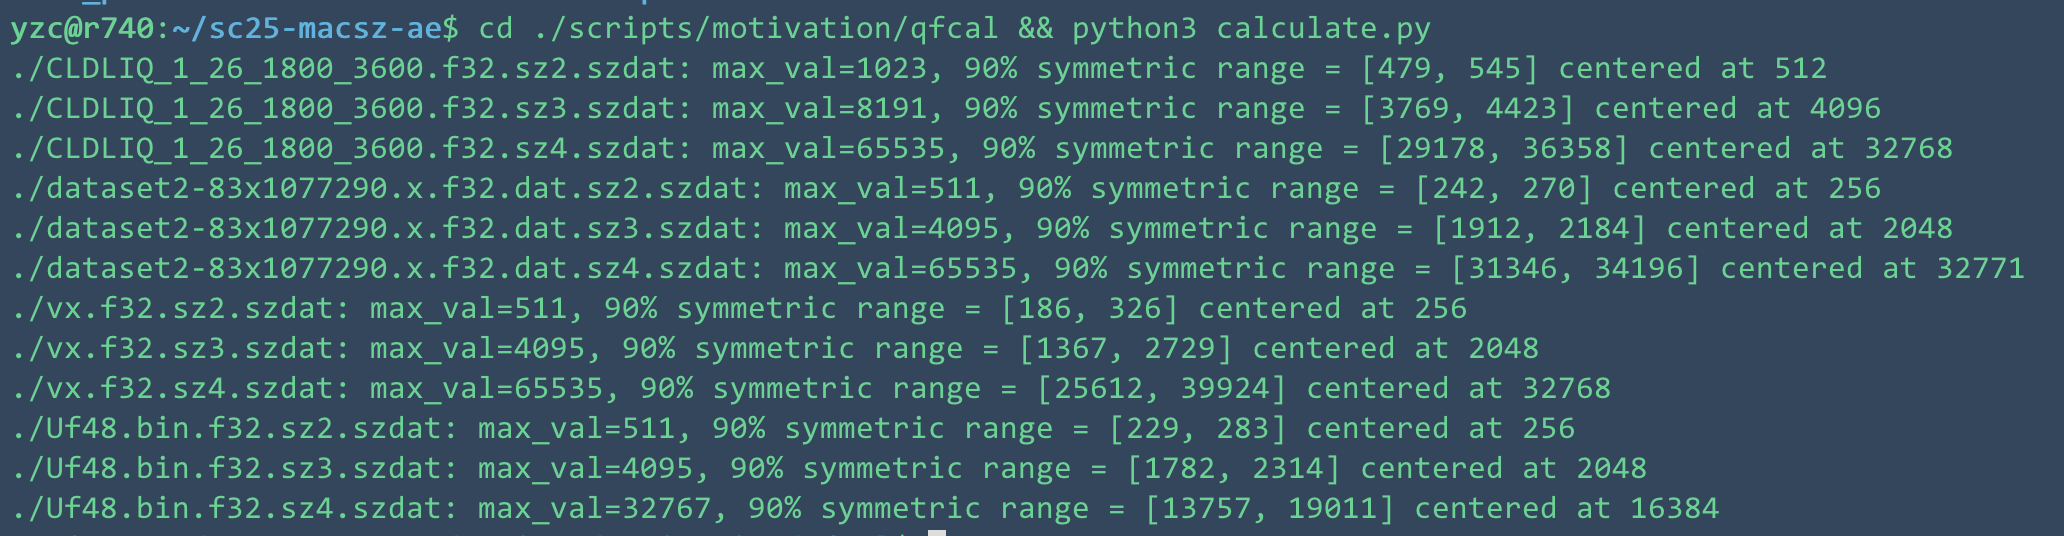 yzc@r740:~/sc25-macsz-ae$ cd ./scripts/motivation/qfcal && python3 calculate.py
./CLDLIQ_1_26_1800_3600.f32.sz2.szdat: max_val=1023, 90% symmetric range = [479, 545] centered at 512
./CLDLIQ_1_26_1800_3600.f32.sz3.szdat: max_val=8191, 90% symmetric range = [3769, 4423] centered at 4096
./CLDLIQ_1_26_1800_3600.f32.sz4.szdat: max_val=65535, 90% symmetric range = [29178, 36358] centered at 32768
./dataset2-83x1077290.x.f32.dat.sz2.szdat: max_val=511, 90% symmetric range = [242, 270] centered at 256
./dataset2-83x1077290.x.f32.dat.sz3.szdat: max_val=4095, 90% symmetric range = [1912, 2184] centered at 2048
./dataset2-83x1077290.x.f32.dat.sz4.szdat: max_val=65535, 90% symmetric range = [31346, 34196] centered at 32771
./vx.f32.sz2.szdat: max_val=511, 90% symmetric range = [186, 326] centered at 256
./vx.f32.sz3.szdat: max_val=4095, 90% symmetric range = [1367, 2729] centered at 2048
./vx.f32.sz4.szdat: max_val=65535, 90% symmetric range = [25612, 39924] centered at 32768
./Uf48.bin.f32.sz2.szdat: max_val=511, 90% symmetric range = [229, 283] centered at 256
./Uf48.bin.f32.sz3.szdat: max_val=4095, 90% symmetric range = [1782, 2314] centered at 2048
./Uf48.bin.f32.sz4.szdat: max_val=32767, 90% symmetric range = [13757, 19011] centered at 16384